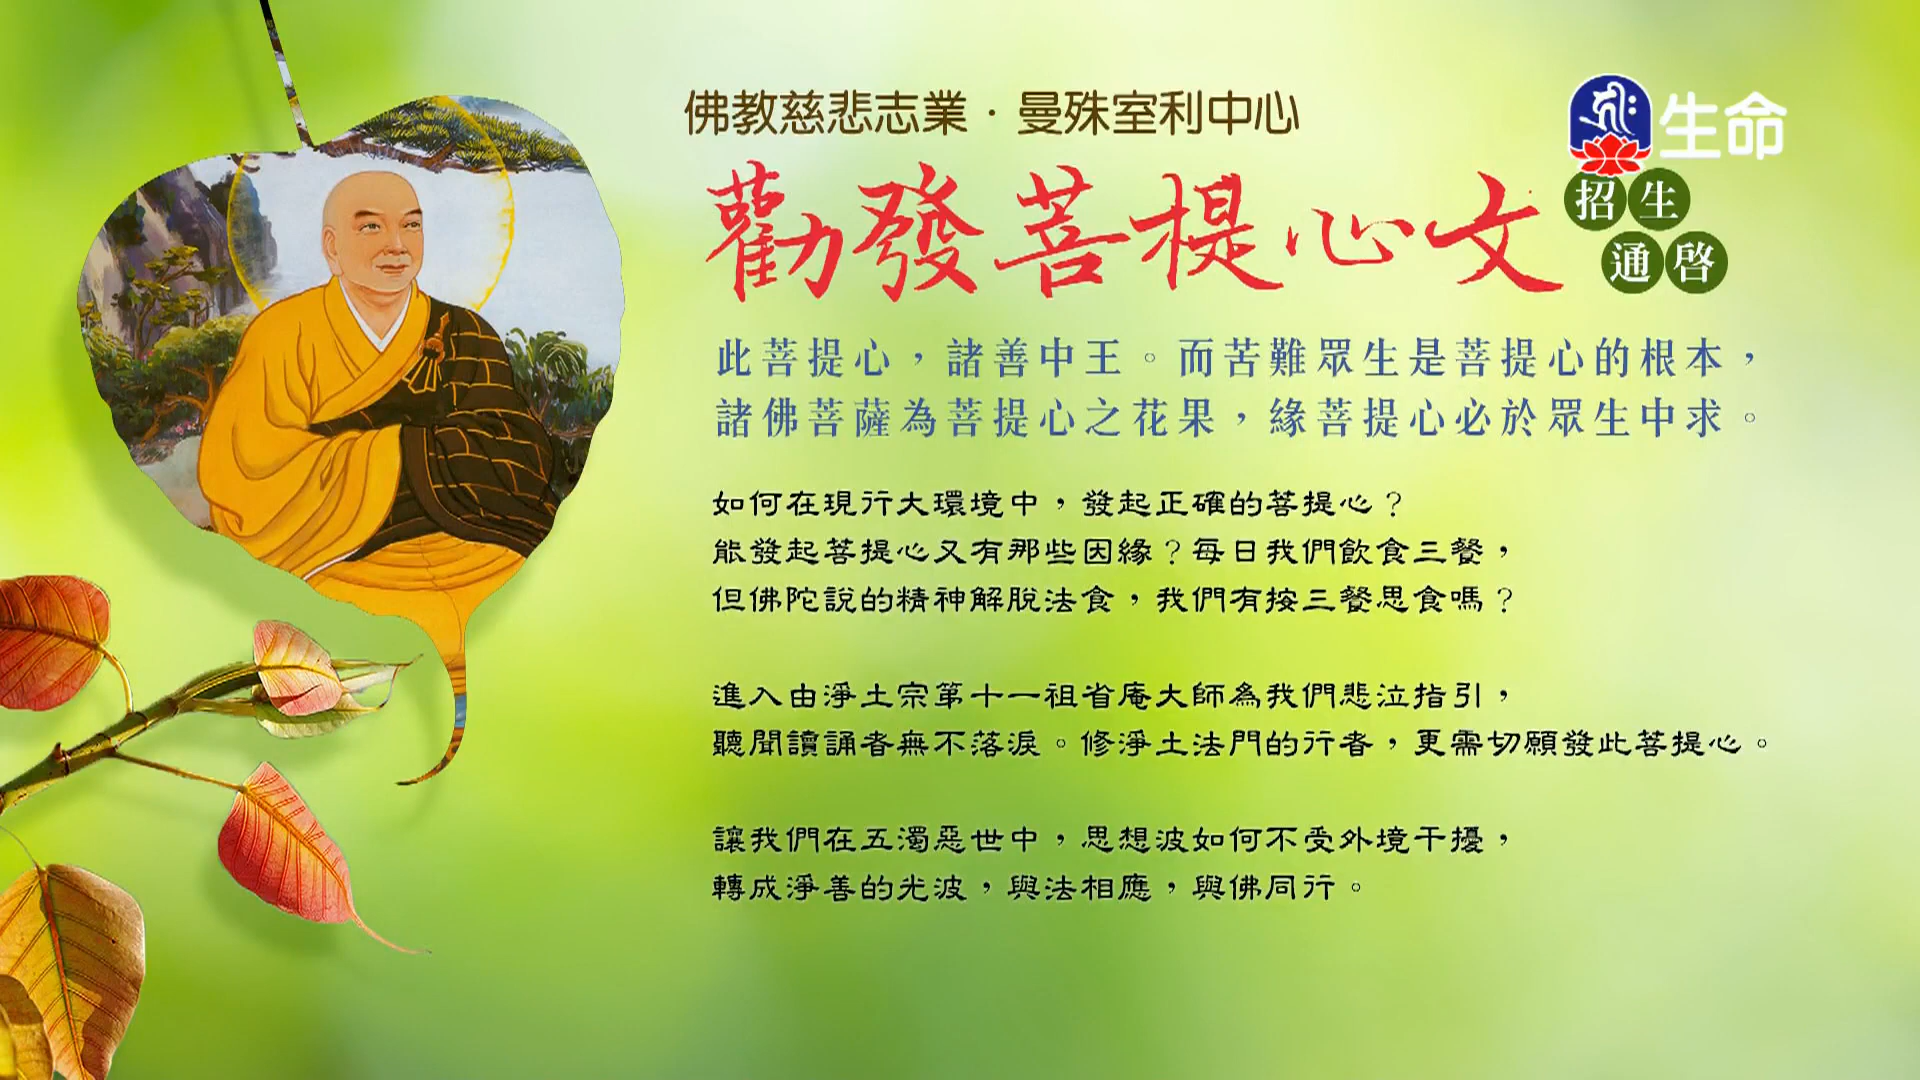 佛教慈悲志業．曼殊室利中心
生命
勸發菩提心文
招生
通啓
此菩提心，諸善中王。而苦難眾生是菩提心的根本，
諸佛菩薩為菩提心之花果，緣菩提心必於眾生中求。
如何在現行大環境中，發起正確的菩提心？
能發起菩提心又有那些因緣？每日我們飲食三餐，
但佛陀說的精神解脫法食，我們有按三餐思食嗎？
進入由淨土宗第十一祖省庵大師為我們悲泣指引，
聽聞讀誦者無不落淚。修淨土法門的行者，更需切願發此菩提心。
讓我們在五濁惡世中，思想波如何不受外境干擾，
轉成淨善的光波，與法相應，與佛同行。